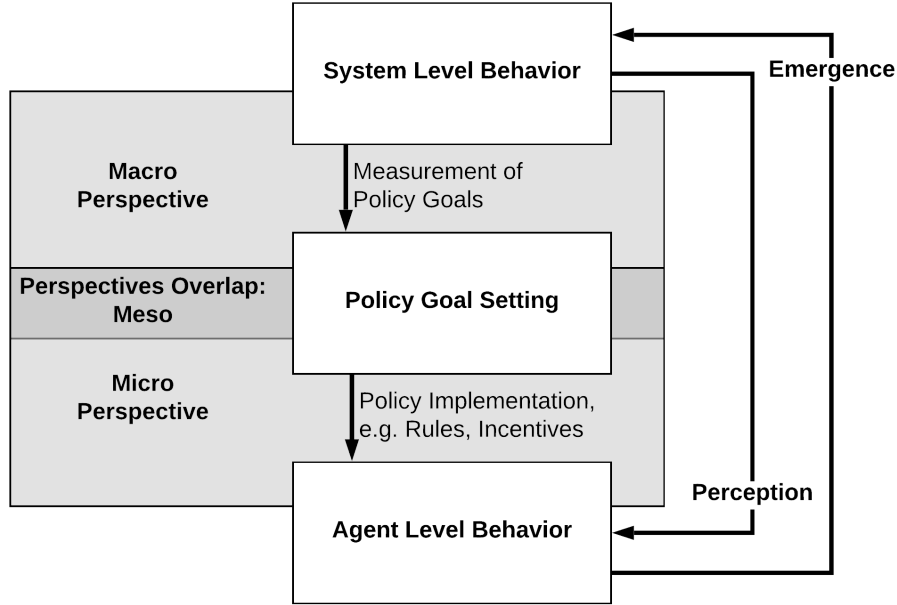 System Level Behavior
Emergence
Macro
Perspective
Measurement of
Policy Goals
Perspectives Overlap:
Meso
Policy Goal Setting
Micro
Perspective
Policy Implementation,
e.g. Rules, Incentives
Perception
Agent Level Behavior